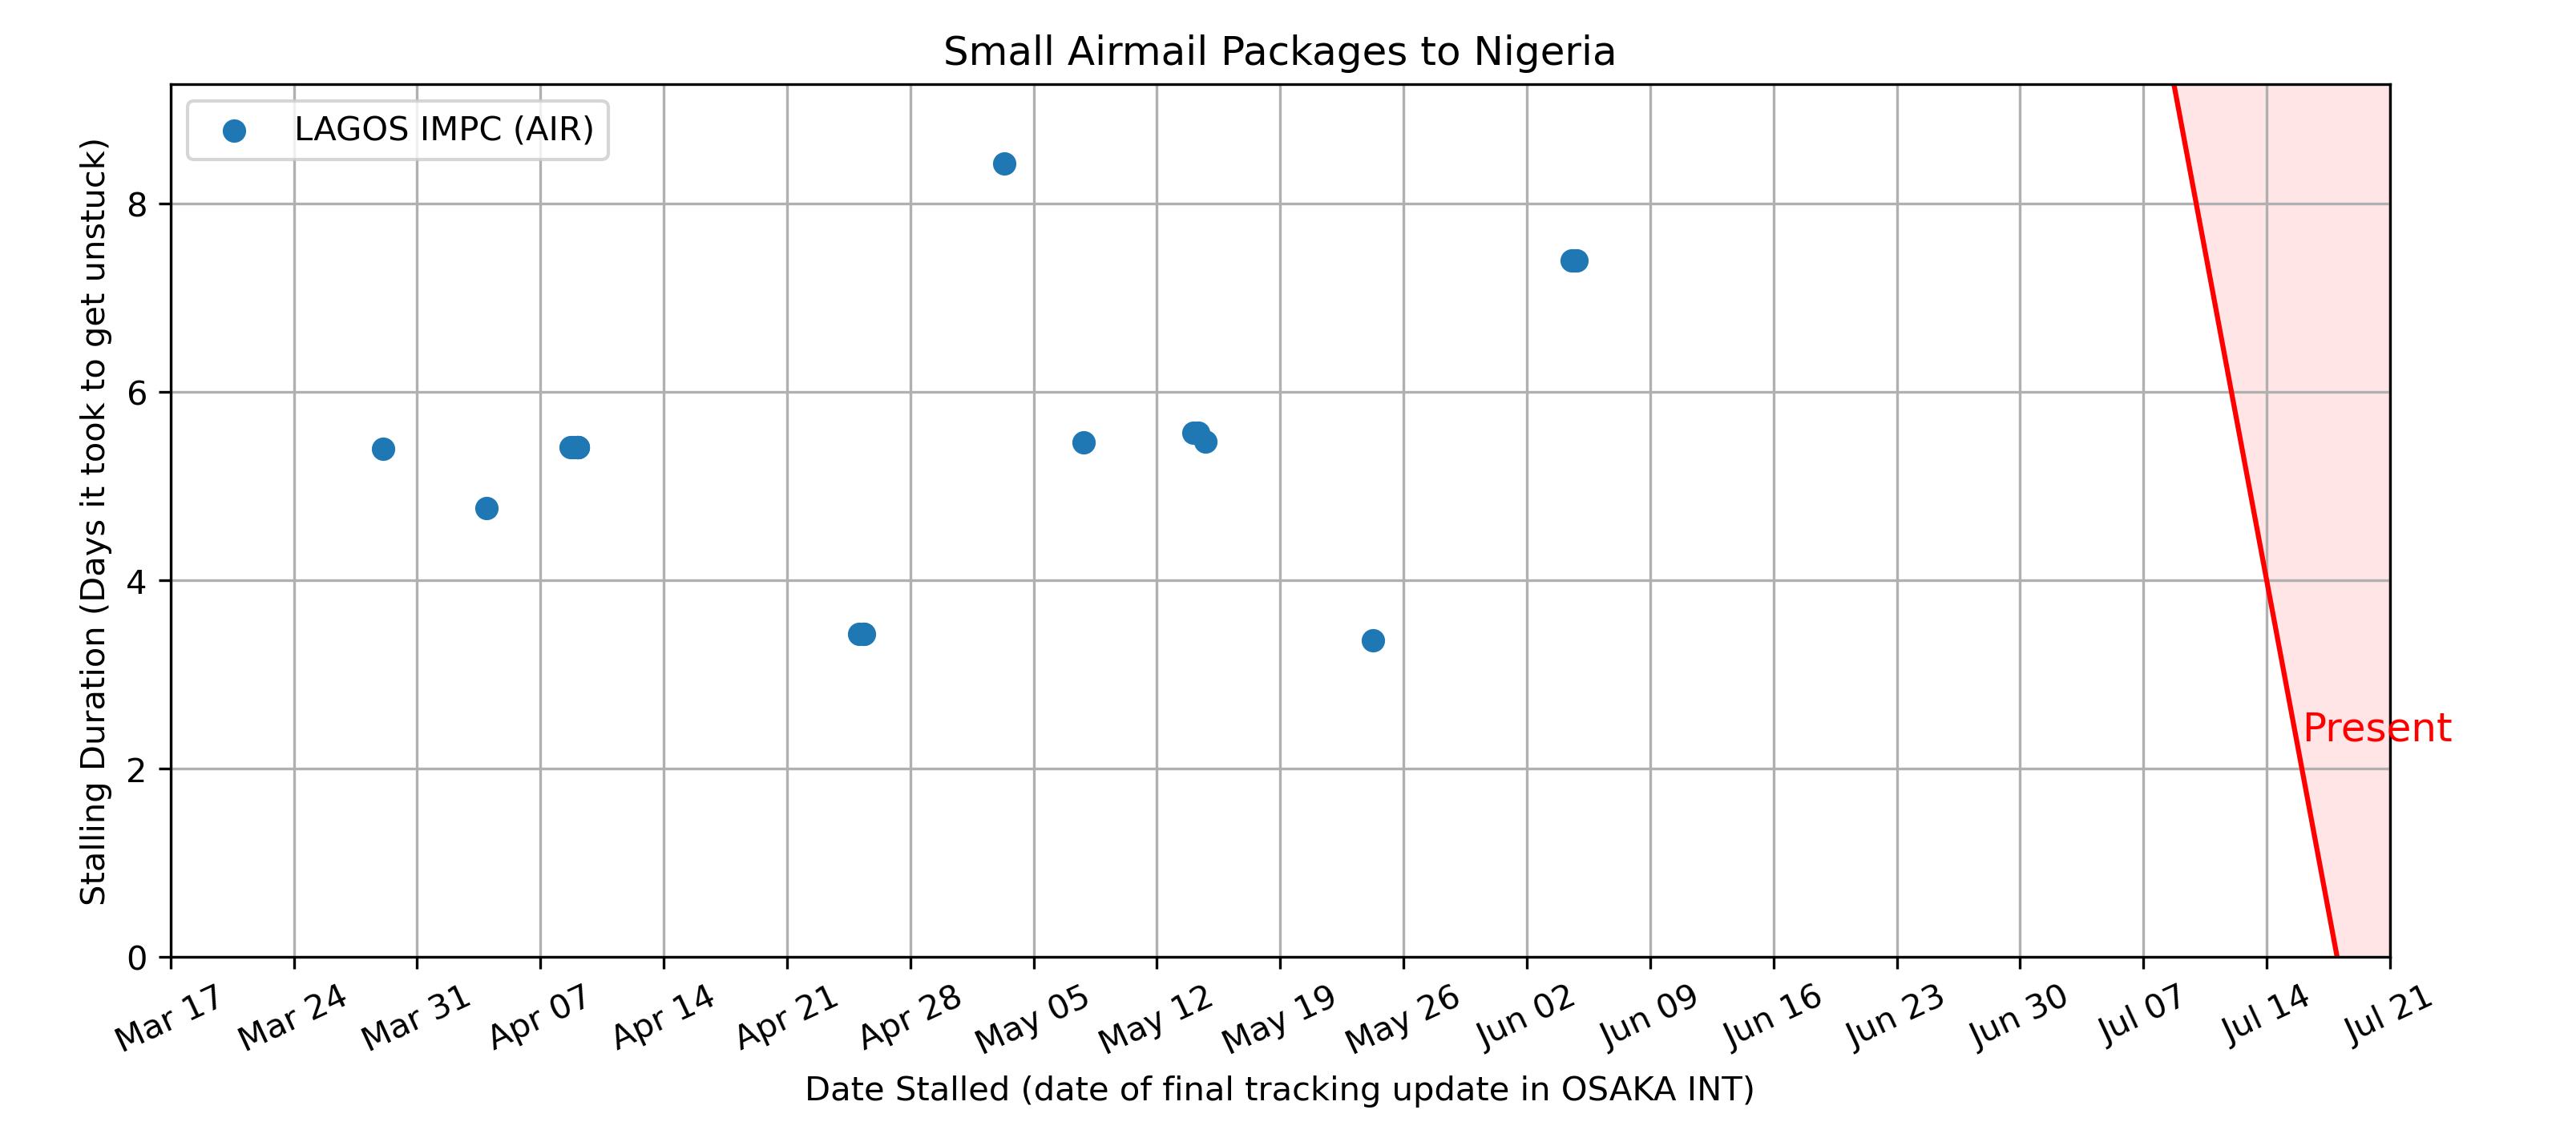 Small Airmail Packages to Nigeria
LAGOS IMPC (AIR)
Stalling Duration (Days it took to get unstuck)
8
6
4
2
0
Present
Mar 17
Mar 24
Mar 31
Apr 07
Apr 14
Apr 21
Apr 28
May 05
May 12
May 19
May 26
Jun 02
Jun 09
Jun 16
Jun 23
Jun 30
Jul 07
Jul 14
Jul 21
Date Stalled (date of final tracking update in OSAKA INT)